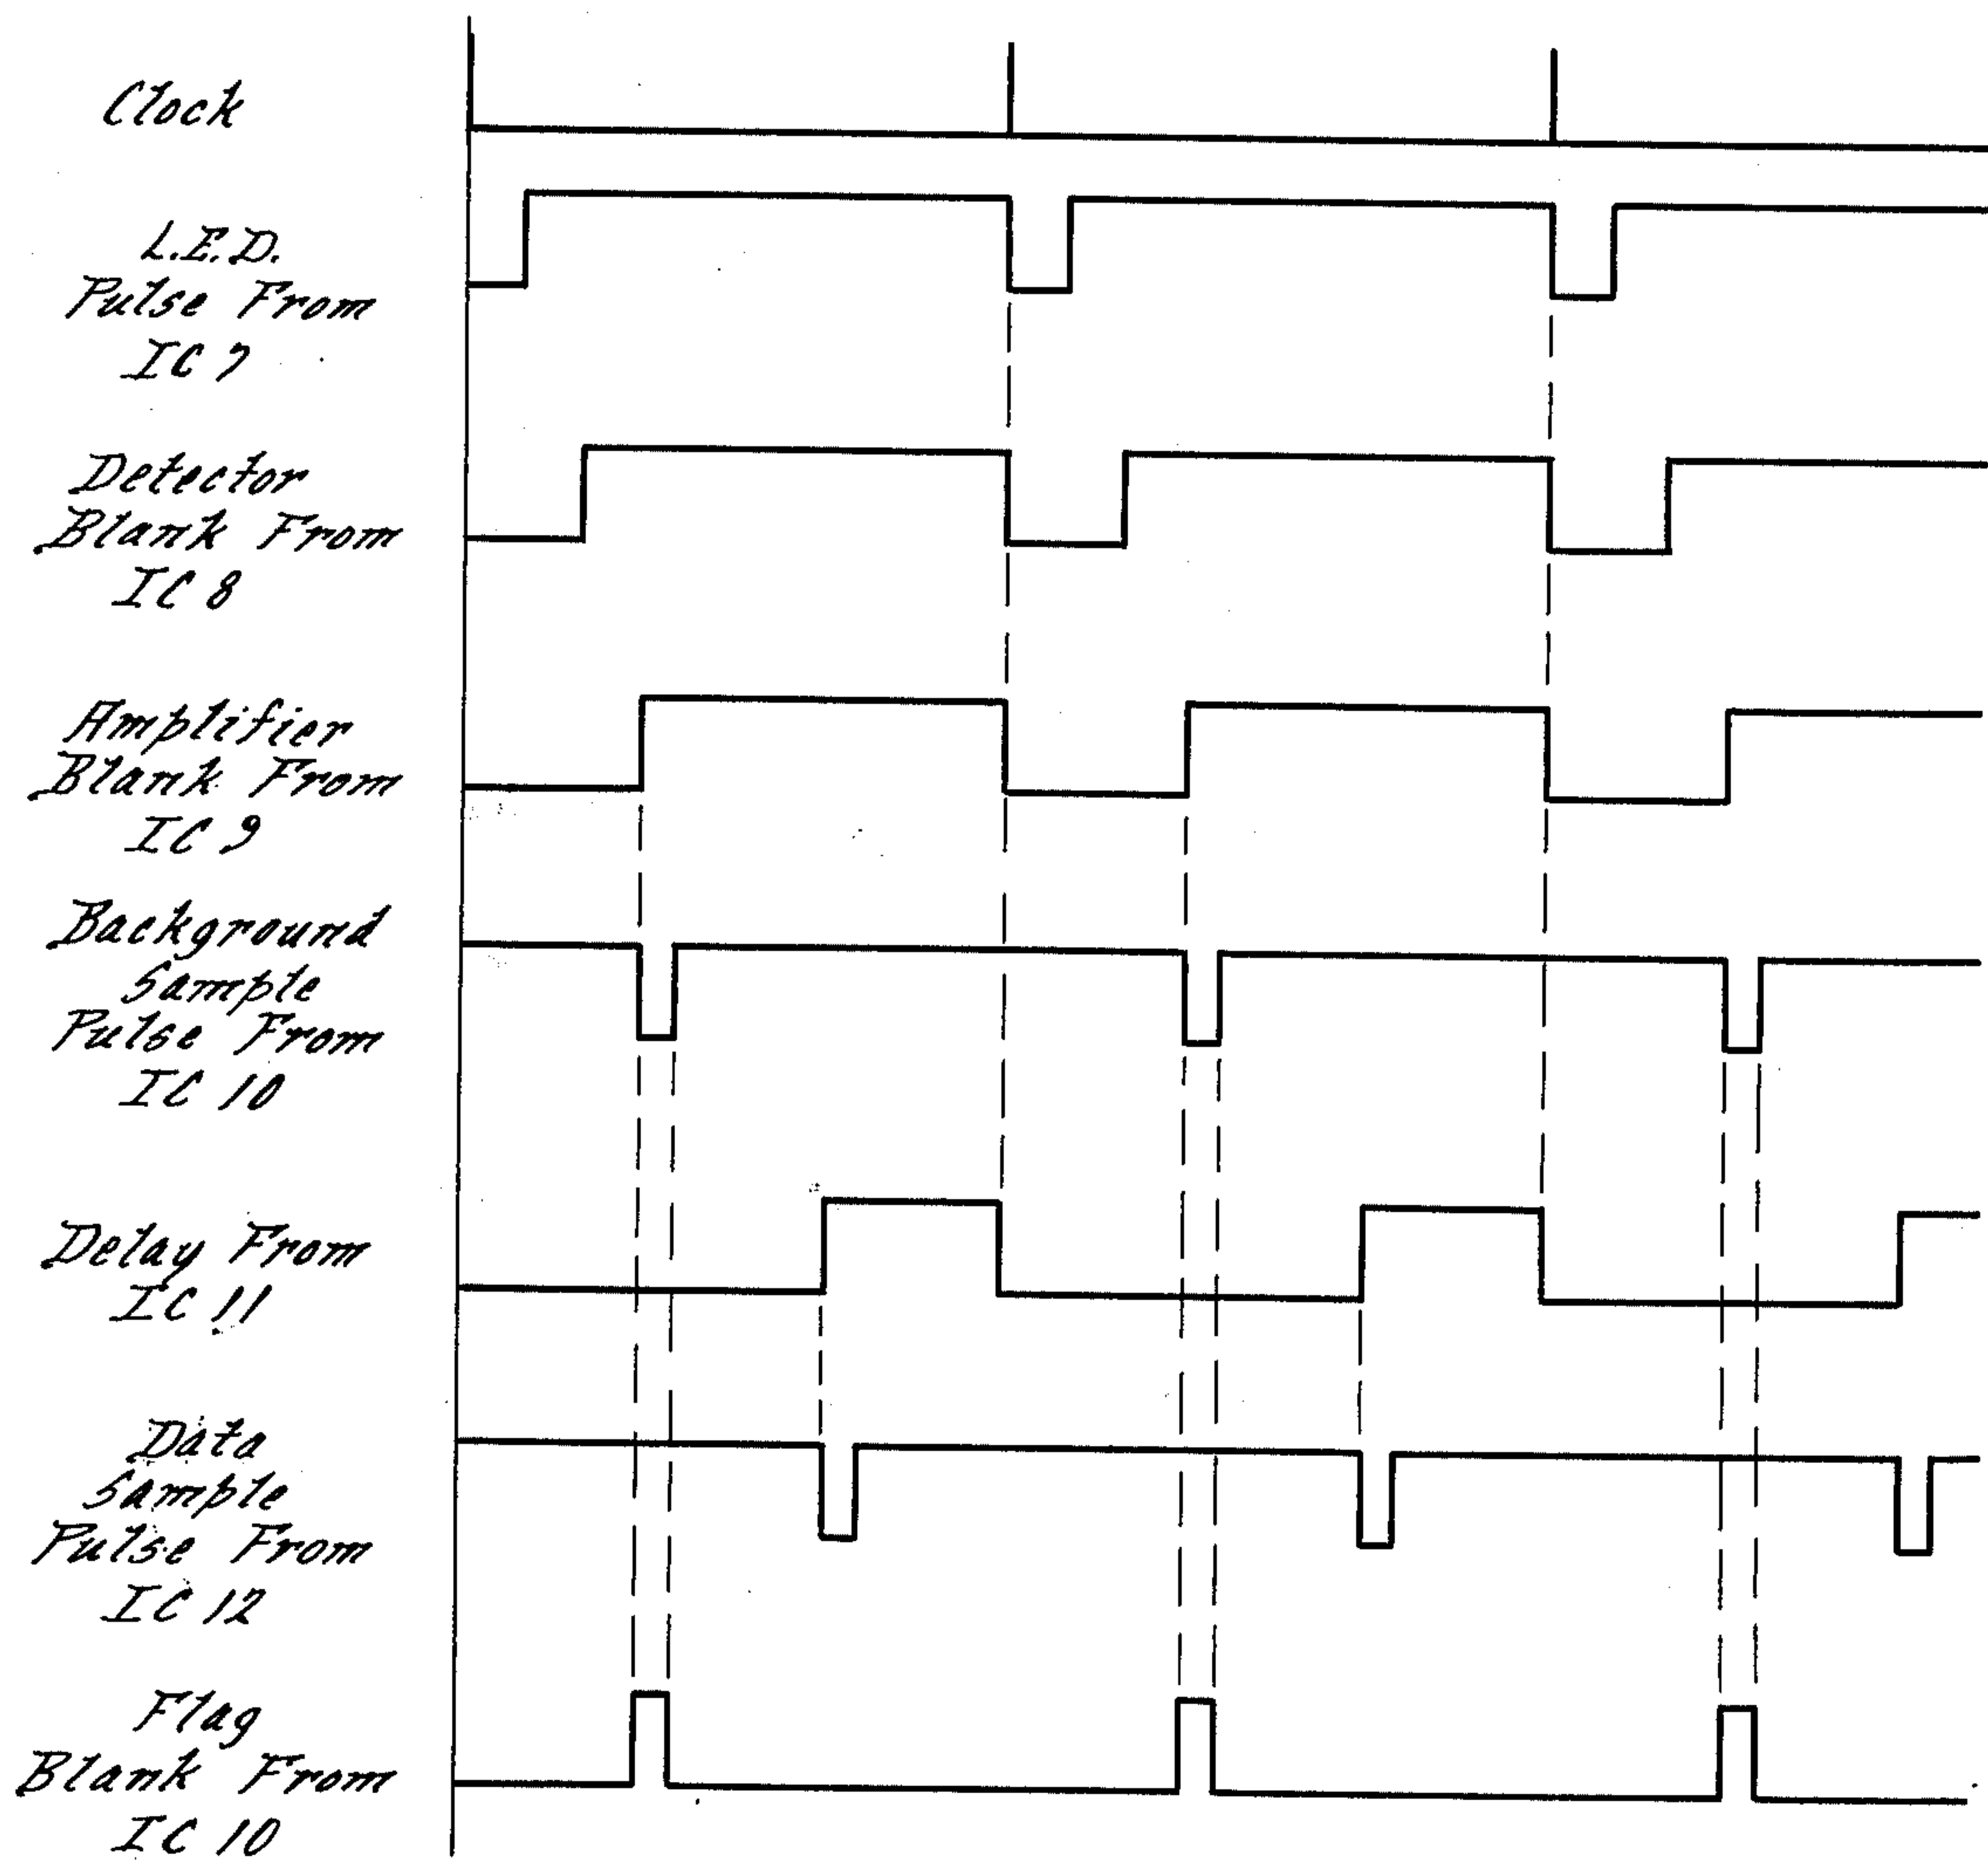 Clock
L.E.D.
Pulse From
IC 7
Detector
Blank From
IC 8
Amplifier
Blank From
IC 9
Background
Sample
Pulse From
IC 10
Delay From
IC 11
Data
Sample
Pulse From
IC 12
Flag
Blank From
IC 10